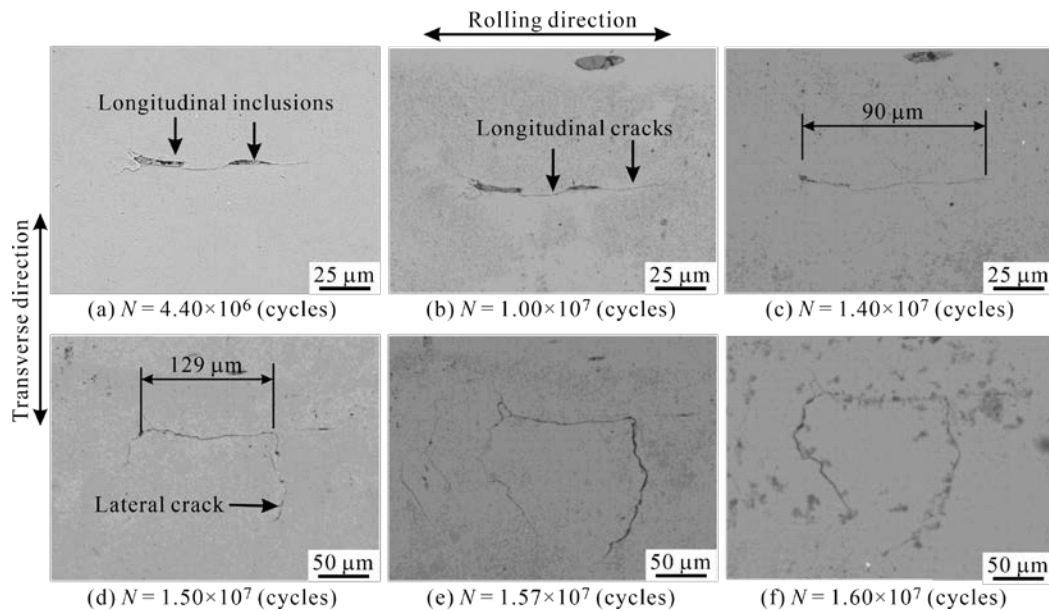 Rolling direction
Longitudinal inclusions
25 μm
(a) N = 4.40×10⁶ (cycles)
Longitudinal cracks
25 μm
(b) N = 1.00×10⁷ (cycles)
90 μm
25 μm
(c) N = 1.40×10⁷ (cycles)
Transverse direction
129 μm
Lateral crack
50 μm
(d) N = 1.50×10⁷ (cycles)
50 μm
(e) N = 1.57×10⁷ (cycles)
50 μm
(f) N = 1.60×10⁷ (cycles)